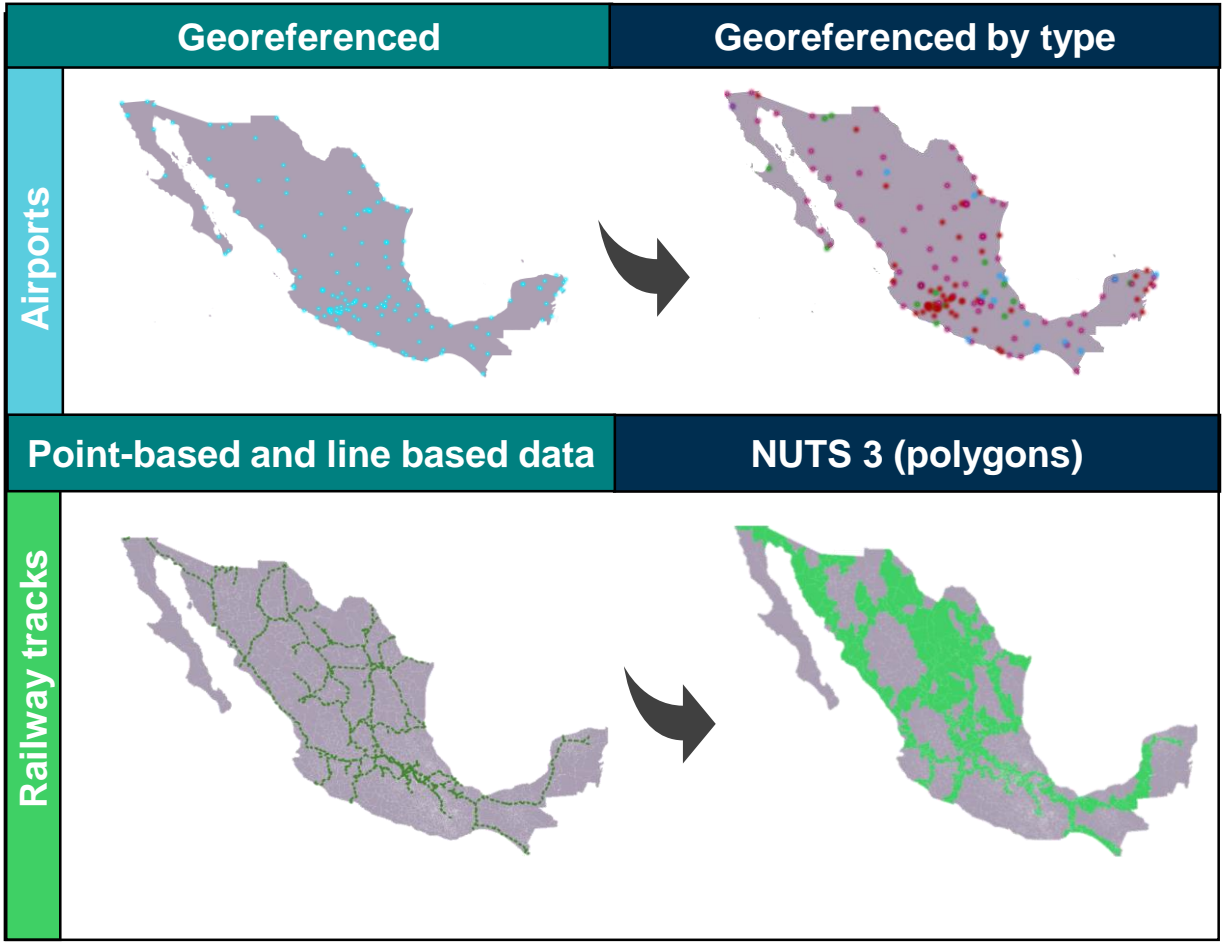 Georeferenced
Georeferenced by type
Airports
Point-based and line based data
NUTS 3 (polygons)
Railway tracks